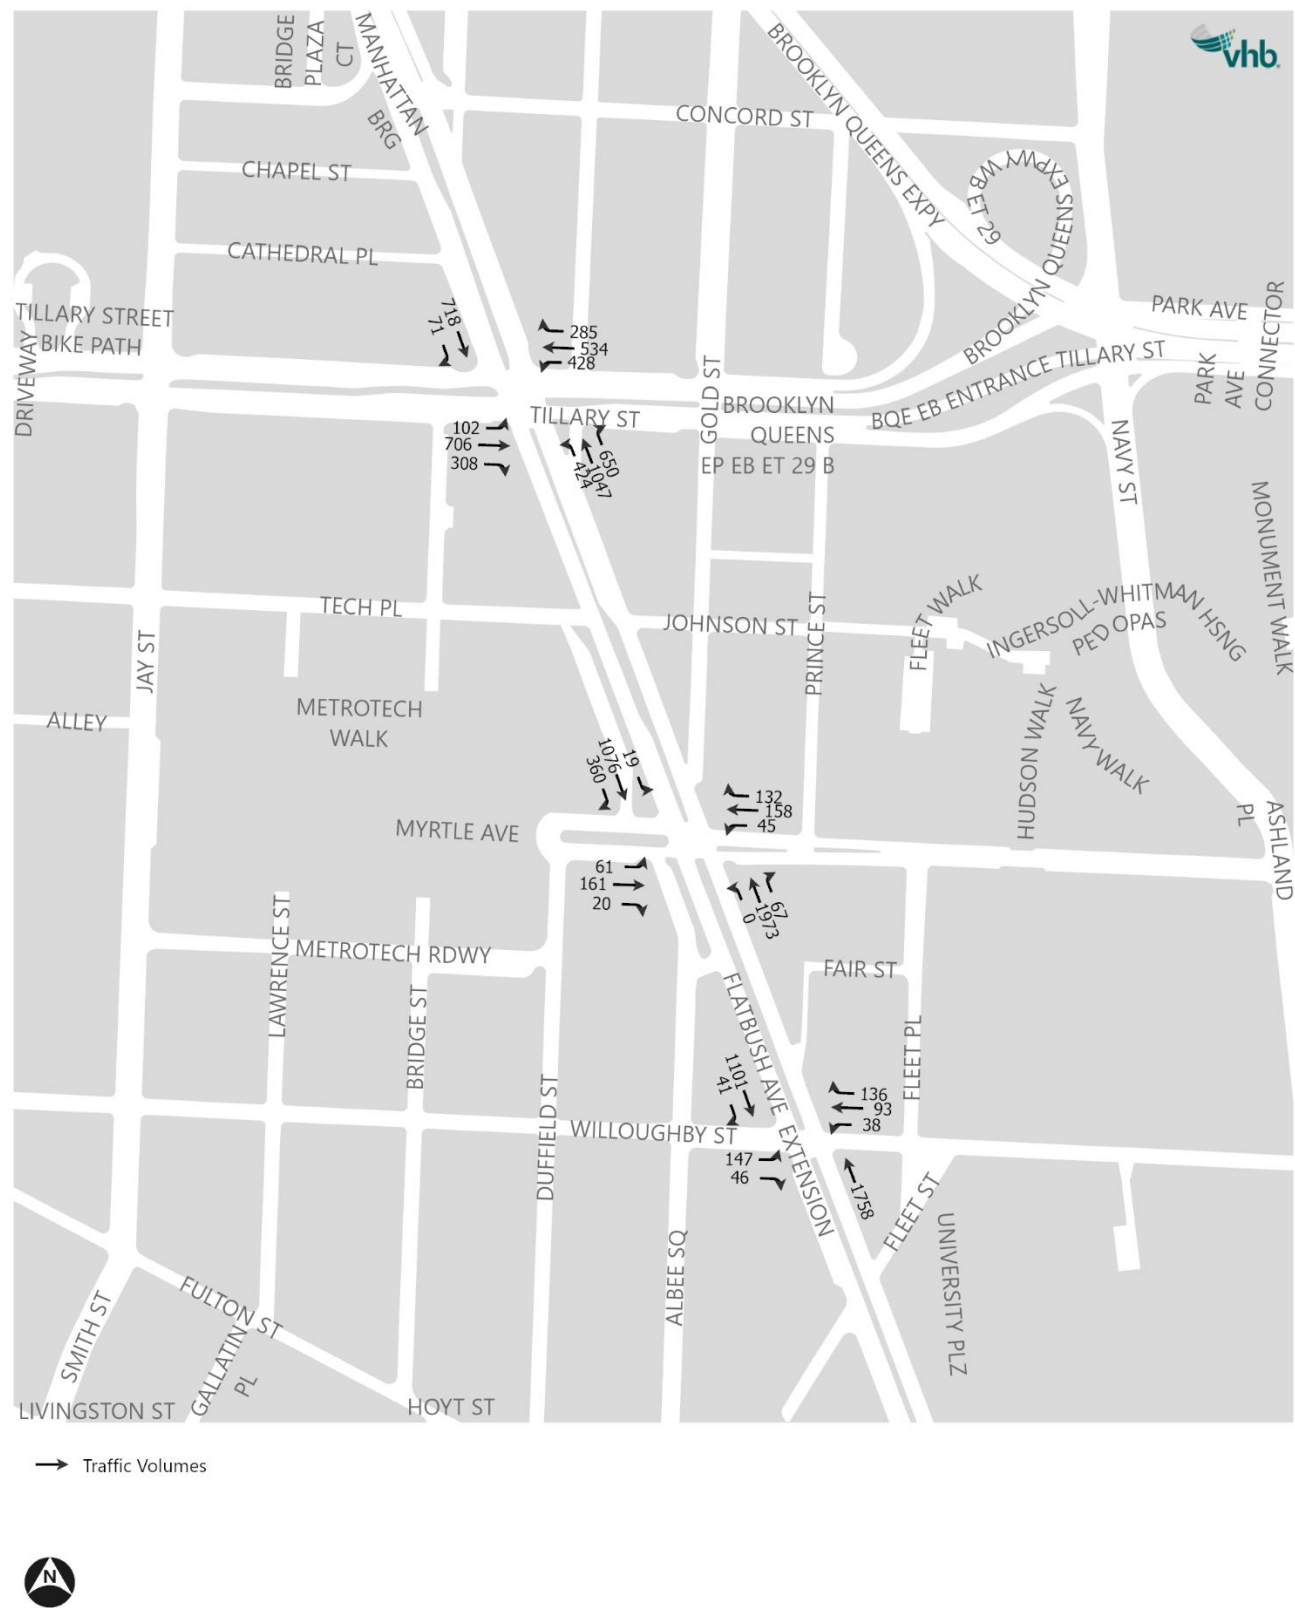 vhb
BRIDGE
PLAZA
CT
MANHATTAN
BRG
BROOKLYN QUEENS EXPY
CONCORD ST
CHAPEL ST
BROOKLYN QUEENS EXPWY WB ET 29
CATHEDRAL PL
TILLARY STREET
BIKE PATH
DRIVEWAY
PARK AVE
PARK
AVE
CONNECTOR
718
71
285
534
428
BQE EB ENTRANCE TILLARY ST
GOLD ST
TILLARY ST
BROOKLYN
QUEENS
EP EB ET 29 B
102
706
308
650
1047
424
NAVY ST
MONUMENT WALK
TECH PL
JOHNSON ST
PRINCE ST
FLEET WALK
INGERSOLL-WHITMAN HSNG
PED OPAS
JAY ST
METROTECH
WALK
ALLEY
HUDSON WALK
NAVY WALK
1076
19
360
132
158
45
ASHLAND
PL
MYRTLE AVE
61
161
20
67
1973
0
LAWRENCE ST
METROTECH RDWY
BRIDGE ST
FAIR ST
FLATBUSH AVE EXTENSION
FLEET PL
1101
41
136
93
38
DUFFIELD ST
WILLOUGHBY ST
147
46
1758
FLEET ST
UNIVERSITY PLZ
ALBEE SQ
SMITH ST
FULTON ST
GALLATIN
PL
LIVINGSTON ST
HOYT ST
Traffic Volumes
N